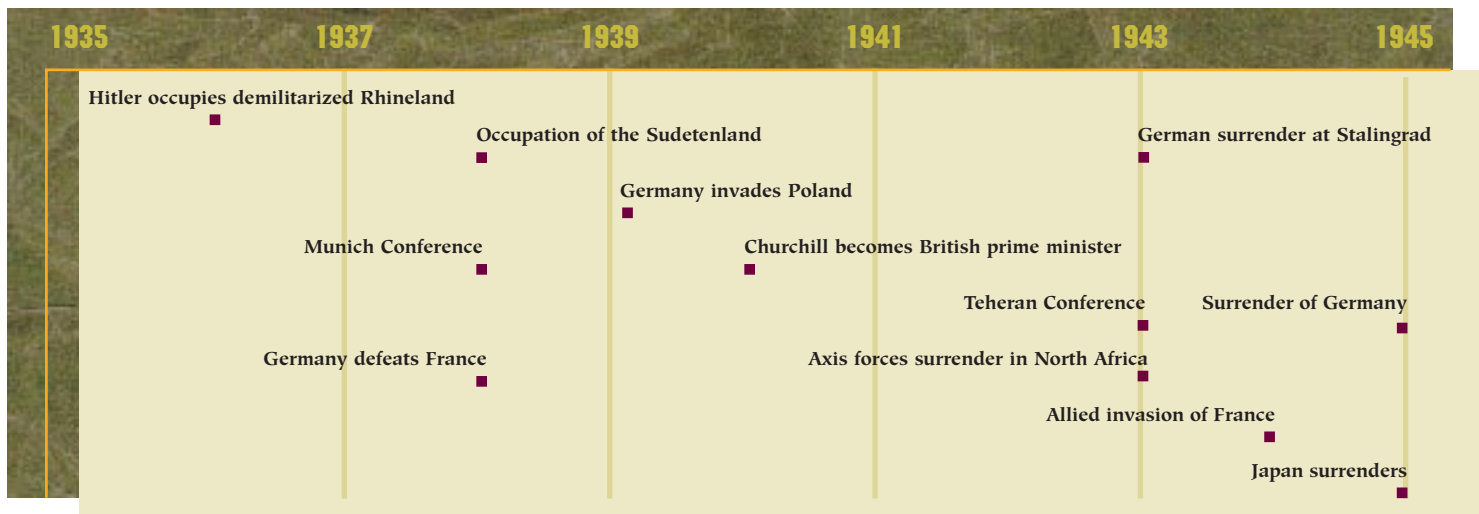 1935 1937 1939 1941 1943 1945
Hitler occupies demilitarized Rhineland
Occupation of the Sudetenland German surrender at Stalingrad
Germany invades Poland
Munich Conference Churchill becomes British prime minister
Teheran Conference Surrender of Germany
Germany defeats France Axis forces surrender in North Africa
Allied invasion of France
Japan surrenders